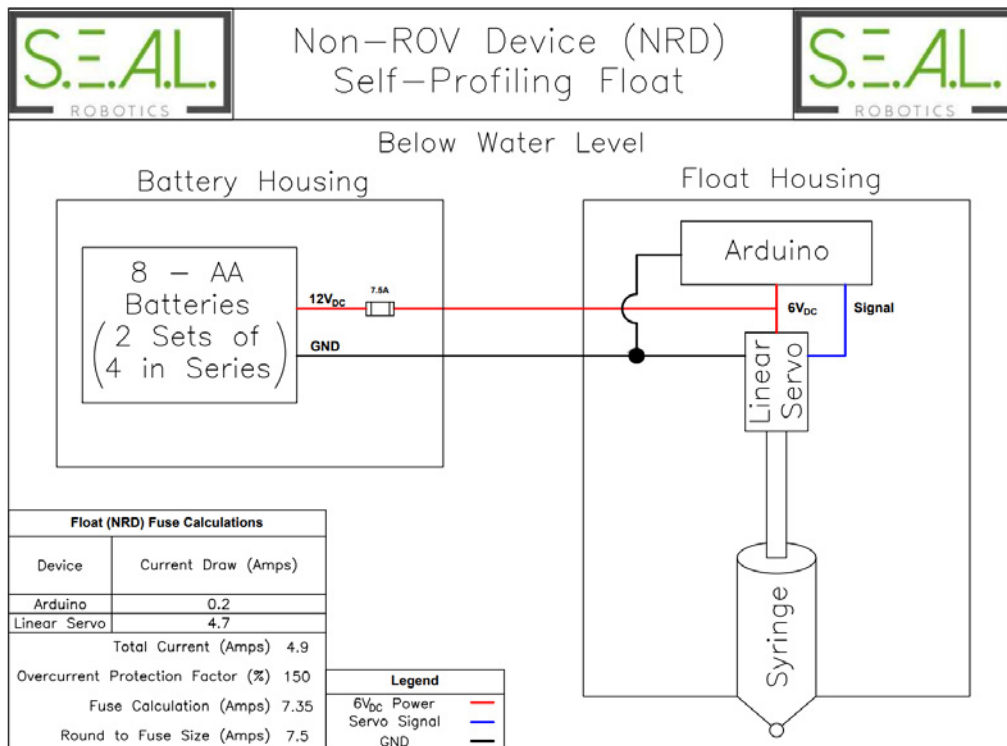 S.E.A.L.
ROBOTICS
Non-ROV Device (NRD)
Self-Profiling Float
S.E.A.L.
ROBOTICS
Below Water Level
Battery Housing
Float Housing
8 - AA
Batteries
(2 Sets of
4 in Series)
12VDC
7.5A
GND
Arduino
6VDC
Signal
Linear
Servo
Syringe
Float (NRD) Fuse Calculations
Device Current Draw (Amps)
Arduino 0.2
Linear Servo 4.7
Total Current (Amps) 4.9
Overcurrent Protection Factor (%) 150
Fuse Calculation (Amps) 7.35
Round to Fuse Size (Amps) 7.5
Legend
6VDC Power
Servo Signal
GND